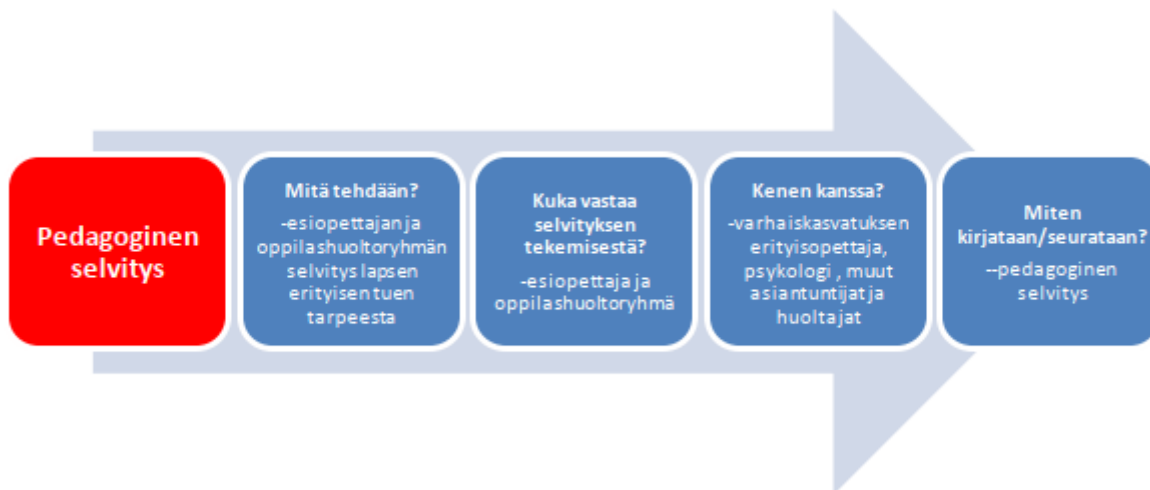 Pedagoginen
selvitys
Mitä tehdään?
-esiopettajan ja
oppilashuoltoryhmän
selvitys lapsen
erityisen tuen
tarpeesta
Kuka vastaa
selvityksen
tekemisestä?
-esiopettaja ja
oppilashuoltoryhmä
Kenen kanssa?
-varhaiskasvatuksen
erityisopettaja,
psykologi , muut
asiantuntijat ja
huoltajat
Miten
kirjataan/seurataan?
--pedagoginen
selvitys